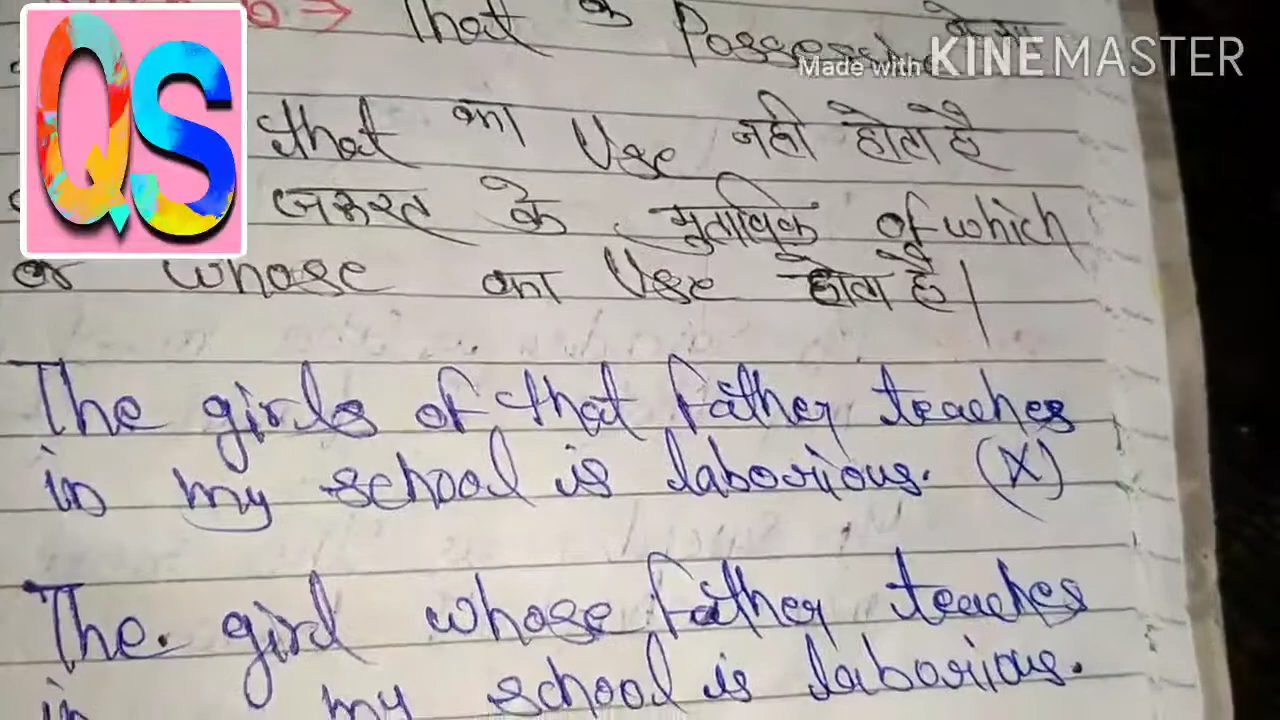 That के Possessive
Made with KINEMASTER
QS
that का Use नही होता है
जरूरत के मुताविक of which
or whose का Use होता है।
The girls of that father teaches
in my school is laborious. (X)
The. girl whose father teaches
in my school is laborious.